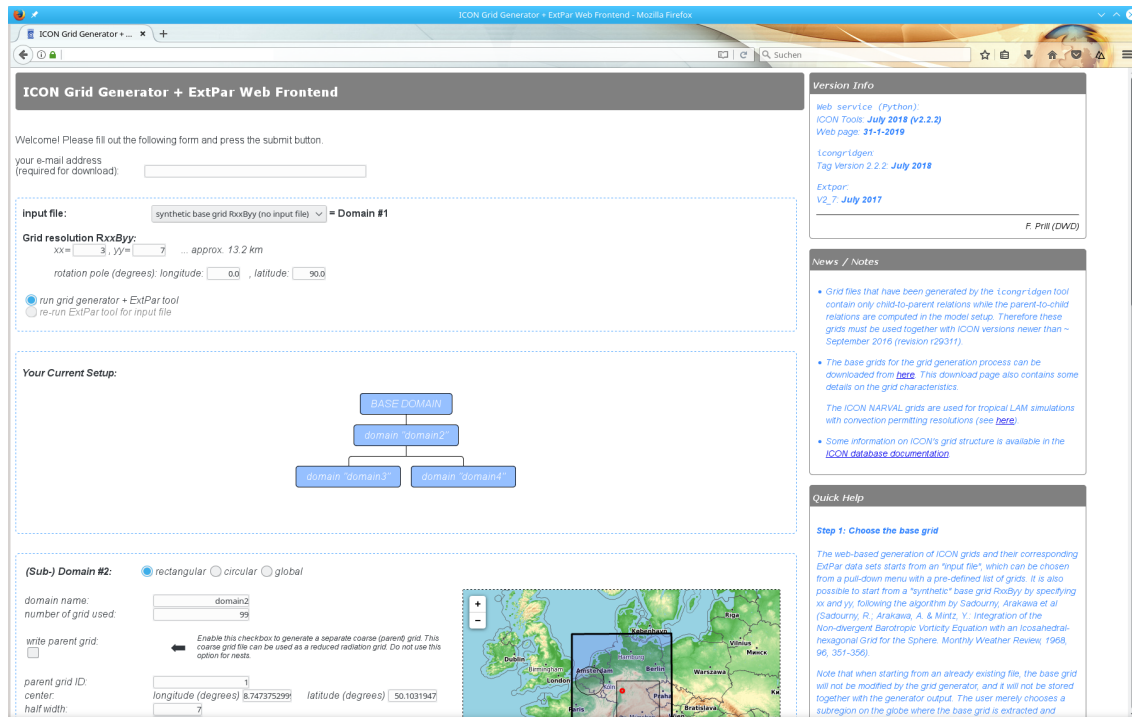 ICON Grid Generator + ExtPar Web Frontend - Mozilla Firefox
ICON Grid Generator + ...
Suchen
ICON Grid Generator + ExtPar Web Frontend
Welcome! Please fill out the following form and press the submit button.
your e-mail address
(required for download):
input file: synthetic base grid RxxByy (no input file) = Domain #1
Grid resolution RxxByy:
xx= 3 , yy= 7 ... approx. 13.2 km
rotation pole (degrees): longitude: 0.0 , latitude: 90.0
run grid generator + ExtPar tool
re-run ExtPar tool for input file
Your Current Setup:
BASE DOMAIN
domain "domain2"
domain "domain3" domain "domain4"
(Sub-) Domain #2: rectangular circular global
domain name: domain2
number of grid used: 99
write parent grid:
Enable this checkbox to generate a separate coarse (parent) grid. This
coarse grid file can be used as a reduced radiation grid. Do not use this
option for nests.
parent grid ID: 1
center: longitude (degrees) 8.747375299 latitude (degrees) 50.1031947
half width: 7
+
−
Riga
København
Vilnius
Минск
Dublin
Hamburg
Birmingham
Amsterdam
Berlin
Warszawa
London
Köln
Praha
Paris
Bratislava
Version Info
Web service (Python):
ICON Tools: July 2018 (v2.2.2)
Web page: 31-1-2019
icongridgen:
Tag Version 2.2.2: July 2018
Extpar:
V2_7: July 2017
F. Prill (DWD)
News / Notes
• Grid files that have been generated by the icongridgen tool
contain only child-to-parent relations while the parent-to-child
relations are computed in the model setup. Therefore these
grids must be used together with ICON versions newer than ~
September 2016 (revision r29311).
• The base grids for the grid generation process can be
downloaded from here. This download page also contains some
details on the grid characteristics.
The ICON NARVAL grids are used for tropical LAM simulations
with convection permitting resolutions (see here).
• Some information on ICON's grid structure is available in the
ICON database documentation
Quick Help
Step 1: Choose the base grid
The web-based generation of ICON grids and their corresponding
ExtPar data sets starts from an "input file", which can be chosen
from a pull-down menu with a pre-defined list of grids. It is also
possible to start from a "synthetic" base grid RxxByy by specifying
xx and yy, following the algorithm by Sadourny, Arakawa et al
(Sadourny, R.; Arakawa, A. & Mintz, Y.: Integration of the
Non-divergent Barotropic Vorticity Equation with an Icosahedral-
hexagonal Grid for the Sphere. Monthly Weather Review, 1968,
96, 351-356).
Note that when starting from an already existing file, the base grid
will not be modified by the grid generator, and it will not be stored
together with the generator output. The user merely chooses a
subregion on the globe where the base grid is extracted and